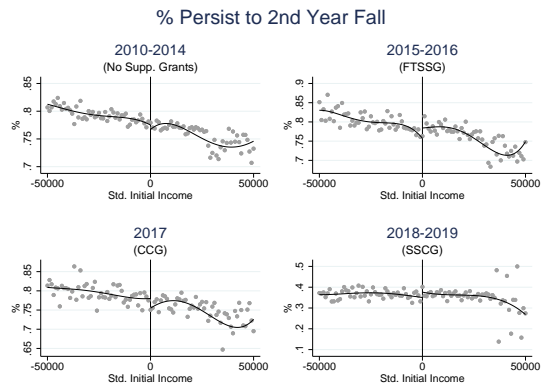 % Persist to 2nd Year Fall
2010-2014
(No Supp. Grants)
.85
.8
.75
.7
%
-50000 0 50000
Std. Initial Income
2015-2016
(FTSSG)
.9
.85
.8
.75
.7
%
-50000 0 50000
Std. Initial Income
2017
(CCG)
.85
.8
.75
.7
.65
%
-50000 0 50000
Std. Initial Income
2018-2019
(SSCG)
.5
.4
.3
.2
.1
%
-50000 0 50000
Std. Initial Income